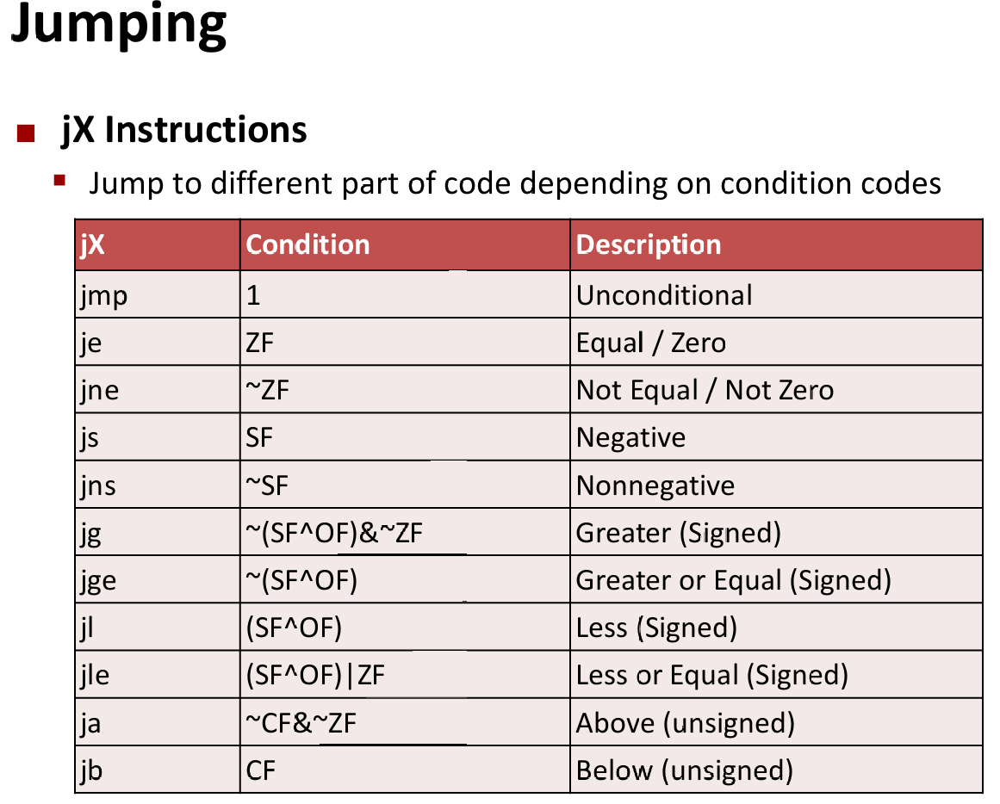 Jumping
jX Instructions
Jump to different part of code depending on condition codes
jX Condition Description
jmp 1 Unconditional
je ZF Equal / Zero
jne ~ZF Not Equal / Not Zero
js SF Negative
jns ~SF Nonnegative
jg ~(SF^OF)&~ZF Greater (Signed)
jge ~(SF^OF) Greater or Equal (Signed)
jl (SF^OF) Less (Signed)
jle (SF^OF)|ZF Less or Equal (Signed)
ja ~CF&~ZF Above (unsigned)
jb CF Below (unsigned)